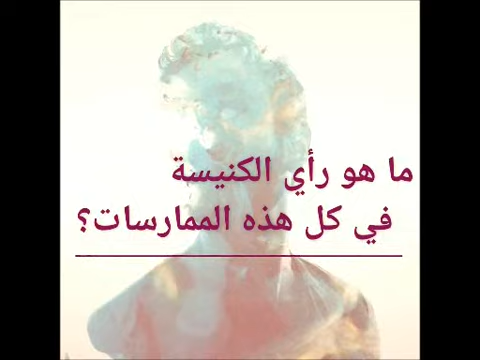 ما هو رأي الكنيسة
في كل هذه الممارسات؟